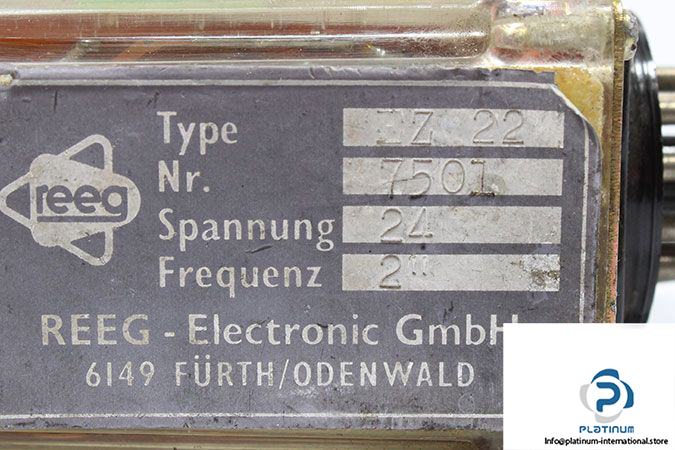 Type IZ 22
Nr. 7501
reeg
Spannung 24
Frequenz 2"
REEG - Electronic GmbH
6149 FÜRTH/ODENWALD
PLATINUM
Info@platinum-international.store